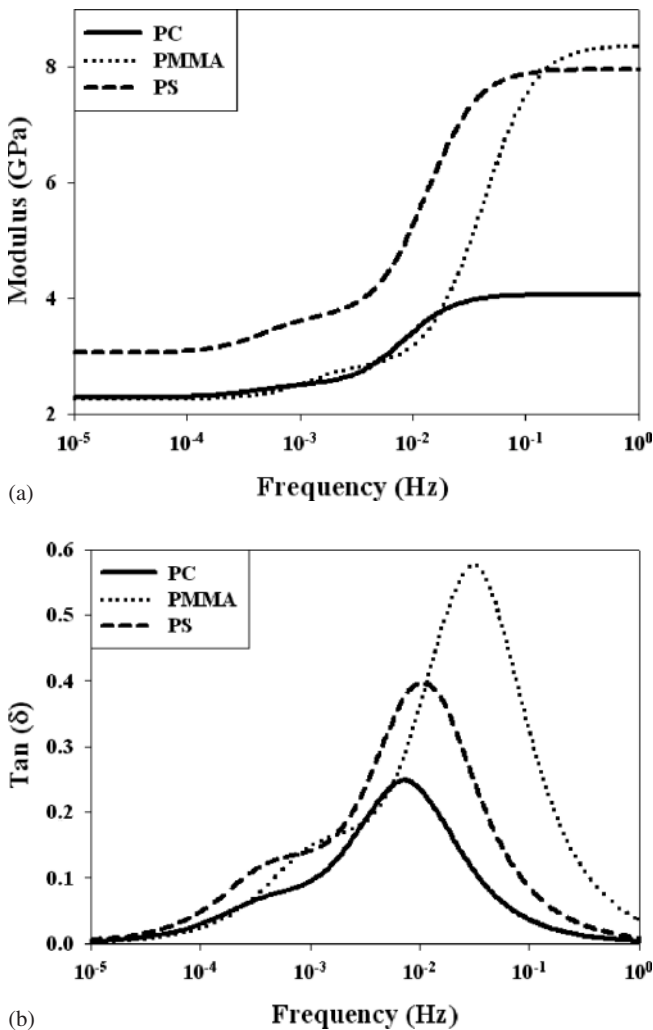 PC
PMMA
PS
8
6
4
2
Modulus (GPa)
10⁻⁵ 10⁻⁴ 10⁻³ 10⁻² 10⁻¹ 10⁰
Frequency (Hz)
(a)
PC
PMMA
PS
0.6
0.5
0.4
0.3
0.2
0.1
0.0
Tan (δ)
10⁻⁵ 10⁻⁴ 10⁻³ 10⁻² 10⁻¹ 10⁰
Frequency (Hz)
(b)